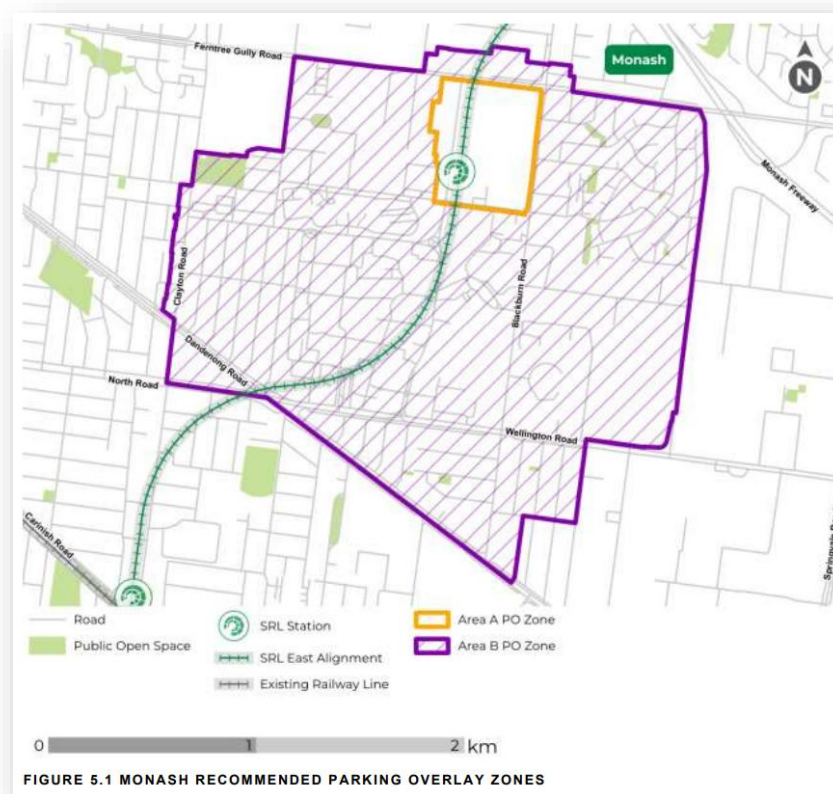 Ferntree Gully Road
Monash
N
Monash Freeway
Clayton Road
Blackburn Road
Dandenong Road
North Road
Wellington Road
Carinish Road
Road
Public Open Space
SRL Station
SRL East Alignment
Existing Railway Line
Area A PO Zone
Area B PO Zone
0 1 2 km
FIGURE 5.1 MONASH RECOMMENDED PARKING OVERLAY ZONES